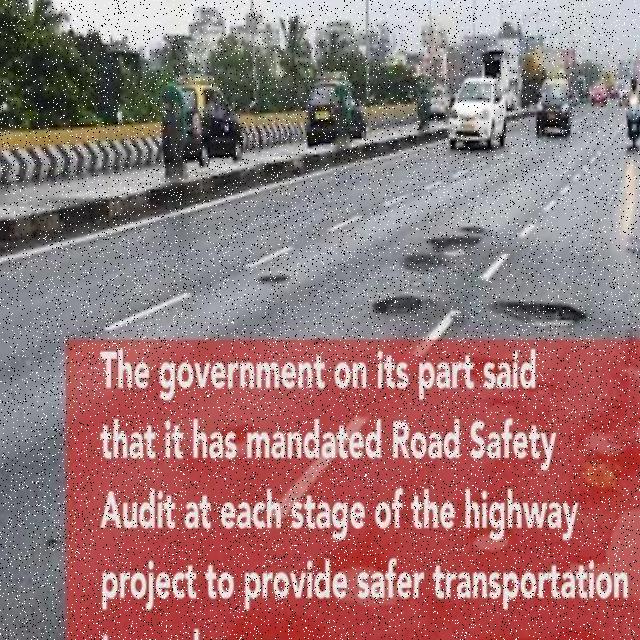 The government on its part said
that it has mandated Road Safety
Audit at each stage of the highway
project to provide safer transportation